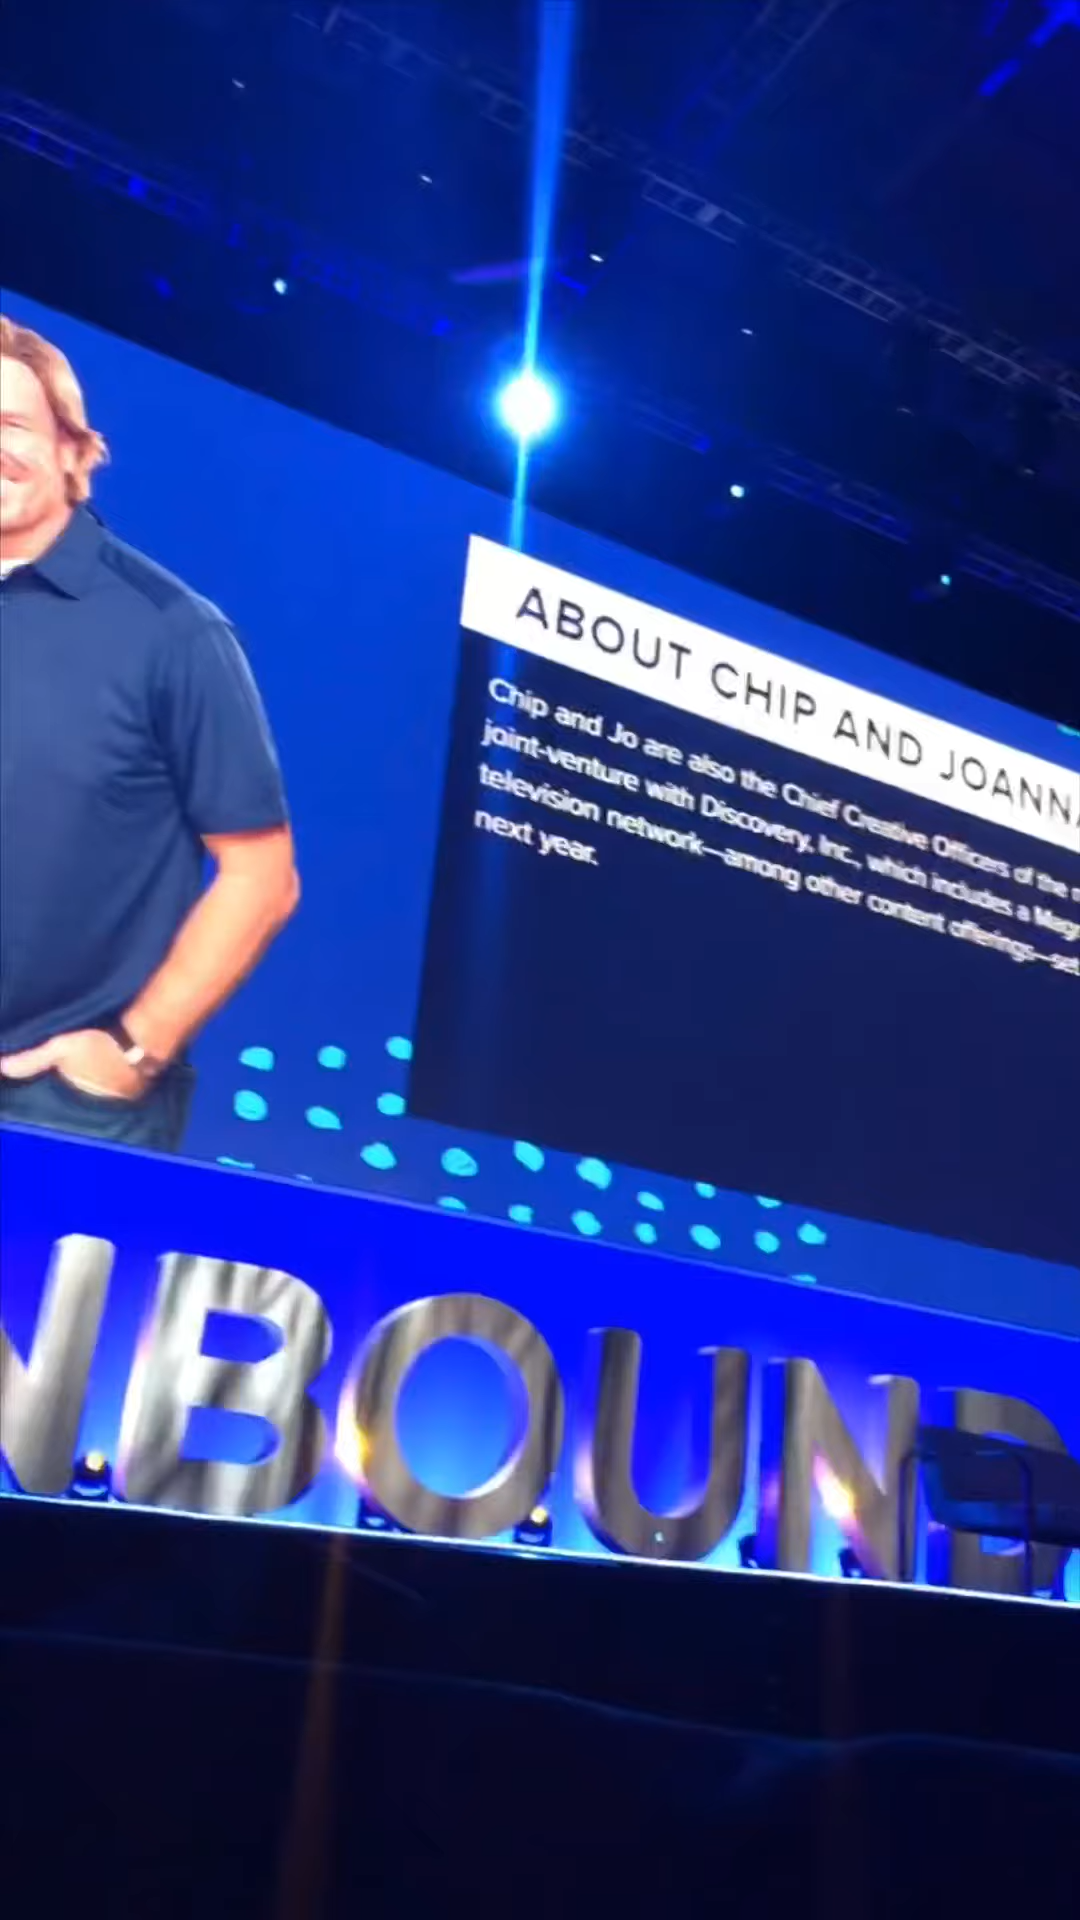 ABOUT CHIP AND JOANNA
Chip and Jo are also the Chief Creative Officers of the
joint-venture with Discovery, Inc., which includes a
television network—among other content offerings—set
next year.
NBOUND